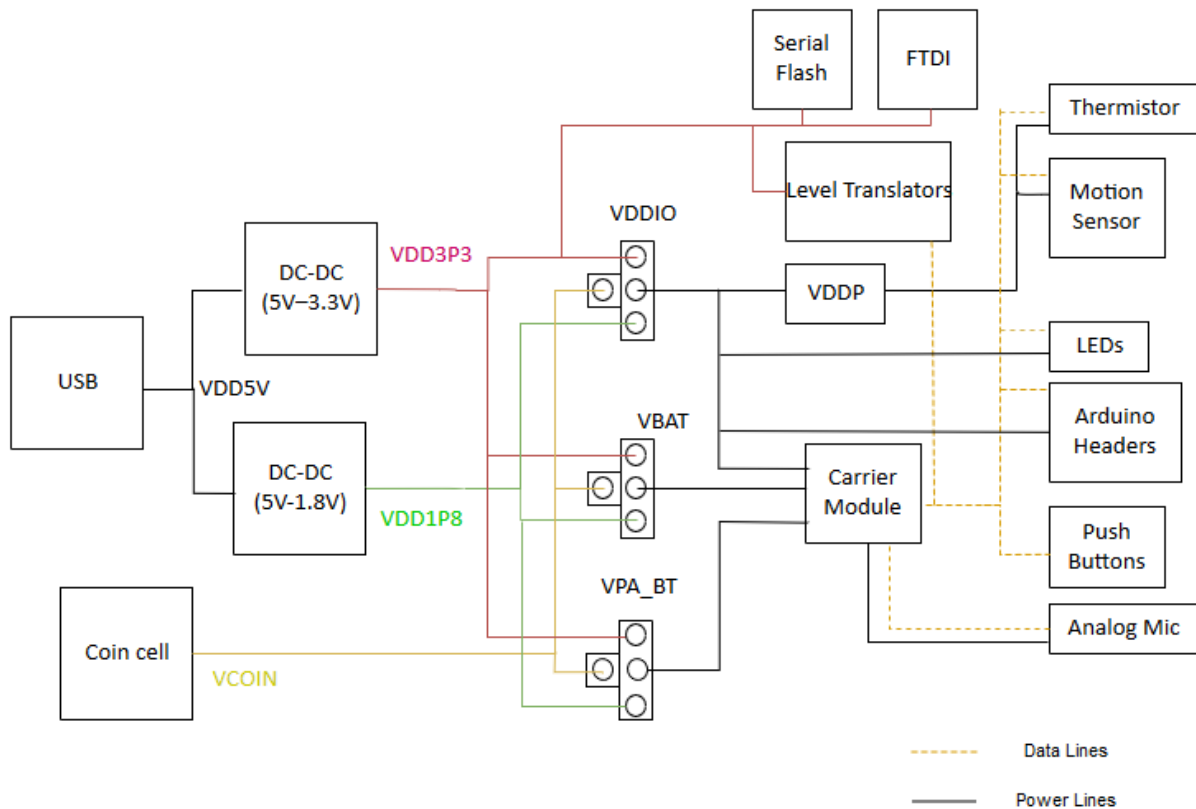 Serial
Flash
FTDI
Thermistor
Level Translators
Motion
Sensor
VDDIO
VDD3P3
DC-DC
(5V–3.3V)
VDDP
USB
VDD5V
LEDs
VBAT
Arduino
Headers
DC-DC
(5V-1.8V)
Carrier
Module
VDD1P8
Push
Buttons
VPA_BT
Coin cell
VCOIN
Analog Mic
Data Lines
Power Lines